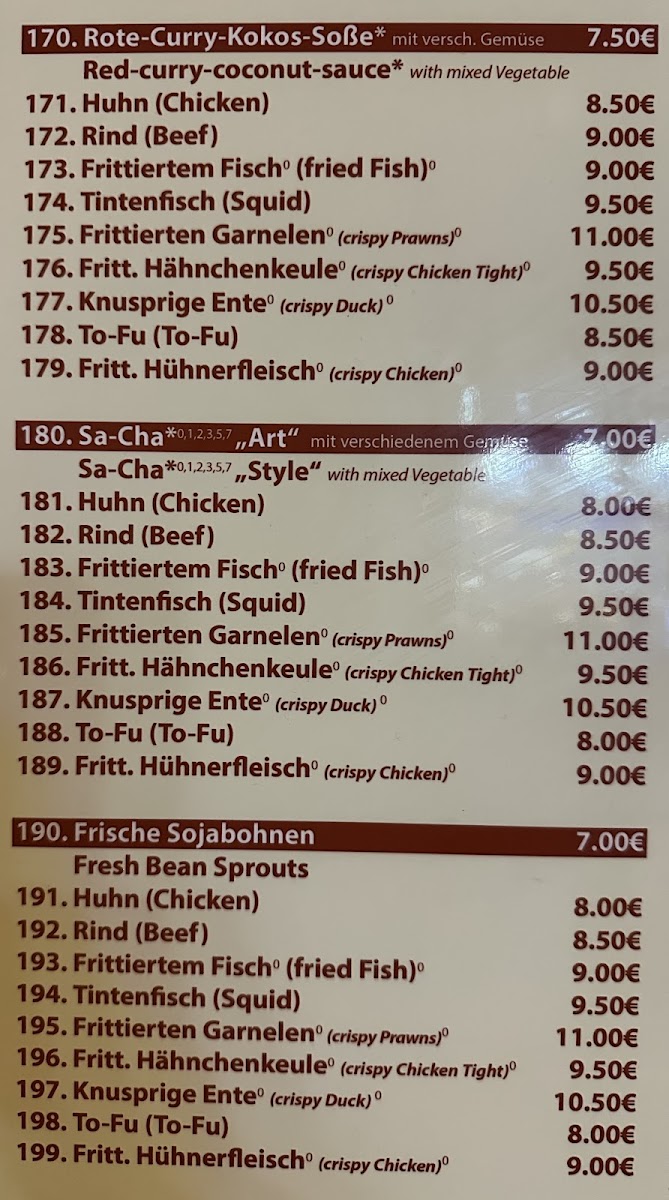 170. Rote-Curry-Kokos-Soße* mit versch. Gemüse 7.50€
Red-curry-coconut-sauce* with mixed Vegetable
171. Huhn (Chicken) 8.50€
172. Rind (Beef) 9.00€
173. Frittiertem Fisch⁰ (fried Fish)⁰ 9.00€
174. Tintenfisch (Squid) 9.50€
175. Frittierten Garnelen⁰ (crispy Prawns)⁰ 11.00€
176. Fritt. Hähnchenkeule⁰ (crispy Chicken Tight)⁰ 9.50€
177. Knusprige Ente⁰ (crispy Duck) ⁰ 10.50€
178. To-Fu (To-Fu) 8.50€
179. Fritt. Hühnerfleisch⁰ (crispy Chicken)⁰ 9.00€
180. Sa-Cha*⁰,¹,²,³,⁵,⁷ „Art“ mit verschiedenem Gemüse 7.00€
Sa-Cha*⁰,¹,²,³,⁵,⁷ „Style“ with mixed Vegetable
181. Huhn (Chicken) 8.00€
182. Rind (Beef) 8.50€
183. Frittiertem Fisch⁰ (fried Fish)⁰ 9.00€
184. Tintenfisch (Squid) 9.50€
185. Frittierten Garnelen⁰ (crispy Prawns)⁰ 11.00€
186. Fritt. Hähnchenkeule⁰ (crispy Chicken Tight)⁰ 9.50€
187. Knusprige Ente⁰ (crispy Duck) ⁰ 10.50€
188. To-Fu (To-Fu) 8.00€
189. Fritt. Hühnerfleisch⁰ (crispy Chicken)⁰ 9.00€
190. Frische Sojabohnen 7.00€
Fresh Bean Sprouts
191. Huhn (Chicken) 8.00€
192. Rind (Beef) 8.50€
193. Frittiertem Fisch⁰ (fried Fish)⁰ 9.00€
194. Tintenfisch (Squid) 9.50€
195. Frittierten Garnelen⁰ (crispy Prawns)⁰ 11.00€
196. Fritt. Hähnchenkeule⁰ (crispy Chicken Tight)⁰ 9.50€
197. Knusprige Ente⁰ (crispy Duck) ⁰ 10.50€
198. To-Fu (To-Fu) 8.00€
199. Fritt. Hühnerfleisch⁰ (crispy Chicken)⁰ 9.00€